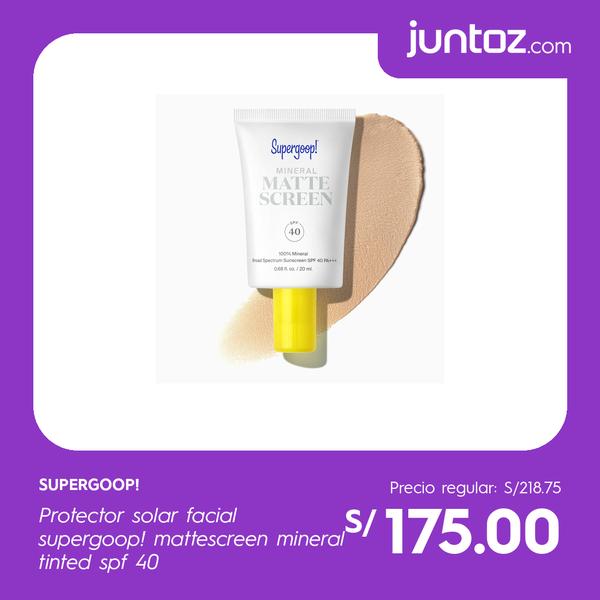 juntoz.com
Supergoop!
MINERAL
MATTE
SCREEN
SPF
40
100% Mineral
Broad Spectrum Sunscreen SPF 40 PA+++
0.68 fl. oz. / 20 ml
SUPERGOOP!
Precio regular: S/218.75
Protector solar facial
supergoop! mattescreen mineral
tinted spf 40
S/ 175.00